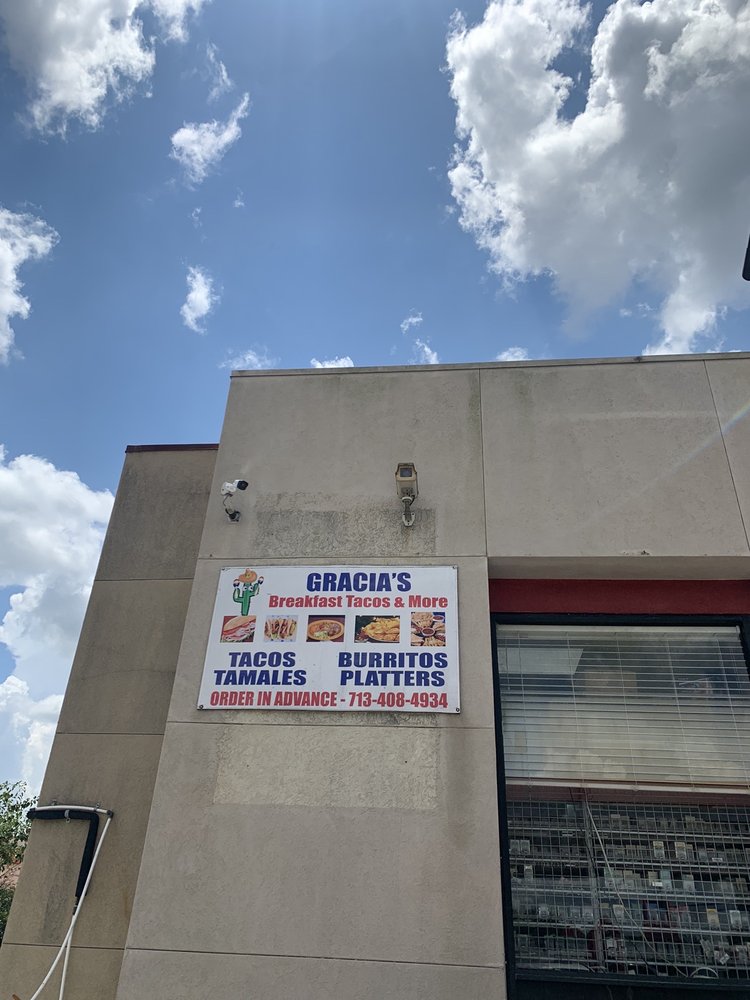 GRACIA'S
Breakfast Tacos & More
TACOS BURRITOS
TAMALES PLATTERS
ORDER IN ADVANCE - 713-408-4934